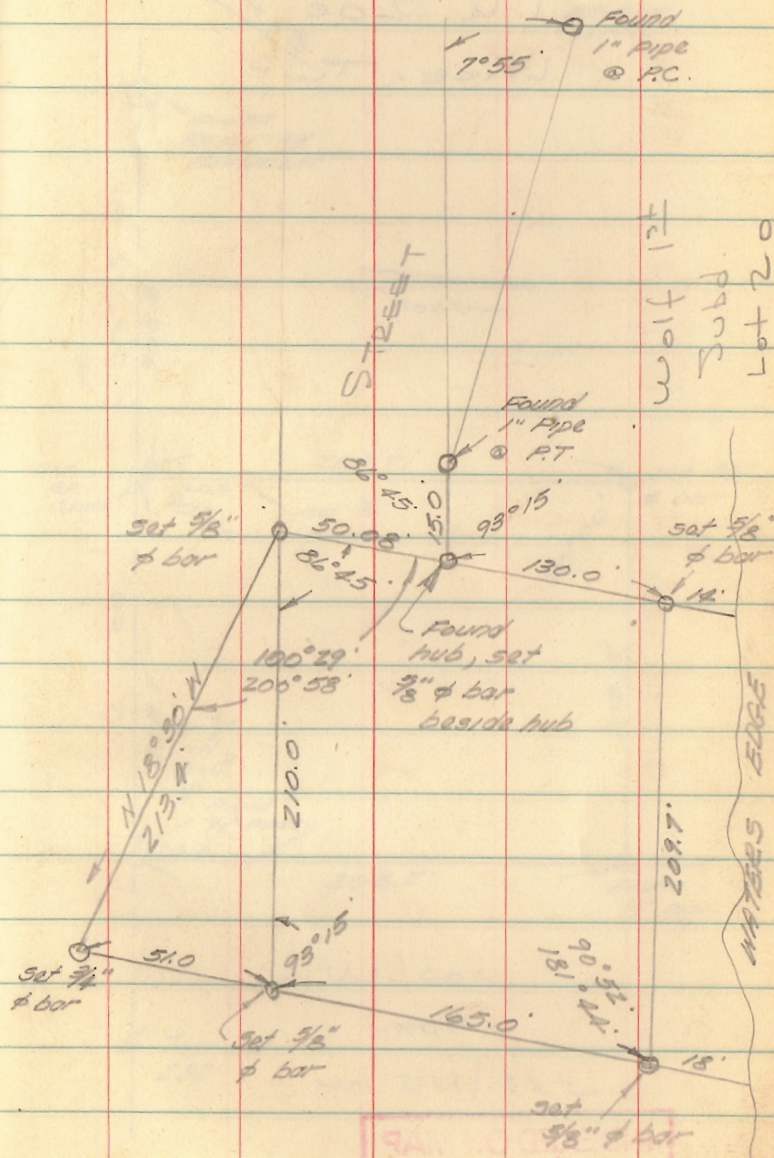 Found
1" Pipe
@ P.C.
7°55'
STREET
Wolf 1st
Subd
Lot 20
Found
1" Pipe
@ P.T.
86°45'
15.0
93°15'
set 5/8"
φ bar
50.08'
86°45'
130.0'
set 5/8"
φ bar
14'
Found
hub, set
5/8" φ bar
beside hub
100°29'
200°58'
N 18°30' W
210.0'
209.7'
WATERS EDGE
93°15'
51.0
set 3/4"
φ bar
set 5/8"
φ bar
165.0'
90°52'
181°44'
18'
set
5/8" φ bar